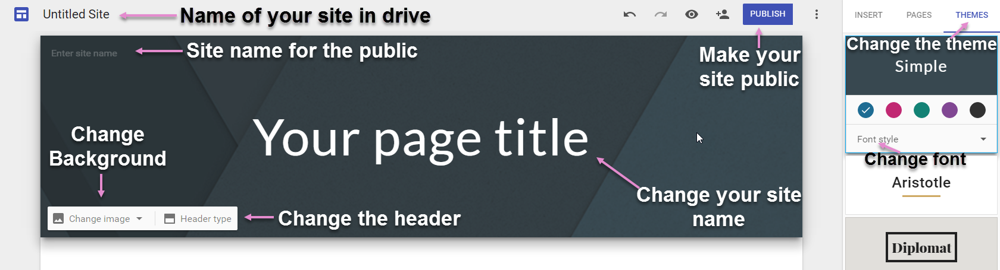 Untitled Site
Name of your site in drive
PUBLISH
INSERT
PAGES
THEMES
Enter site name
Site name for the public
Make your
site public
Change the theme
Simple
Your page title
Change
Background
Font style
Change font
Aristotle
Change your site
name
Change image
Header type
Change the header
Diplomat